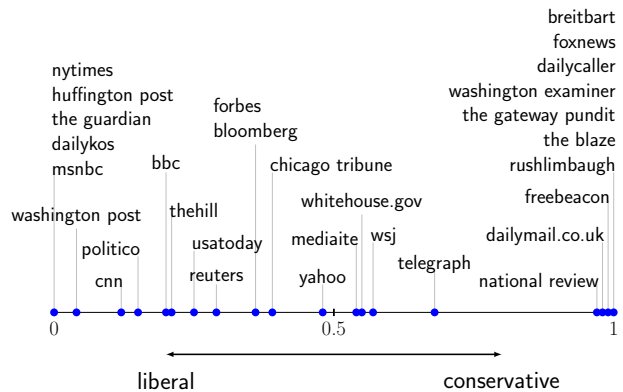 breitbart
foxnews
dailycaller
washington examiner
the gateway pundit
the blaze
rushlimbaugh
nytimes
huffington post
the guardian
dailykos
msnbc
forbes
bloomberg
bbc
chicago tribune
freebeacon
whitehouse.gov
washington post
thehill
politico
usatoday
mediaite
wsj
dailymail.co.uk
telegraph
cnn
reuters
yahoo
national review
0
0.5
1
liberal
conservative